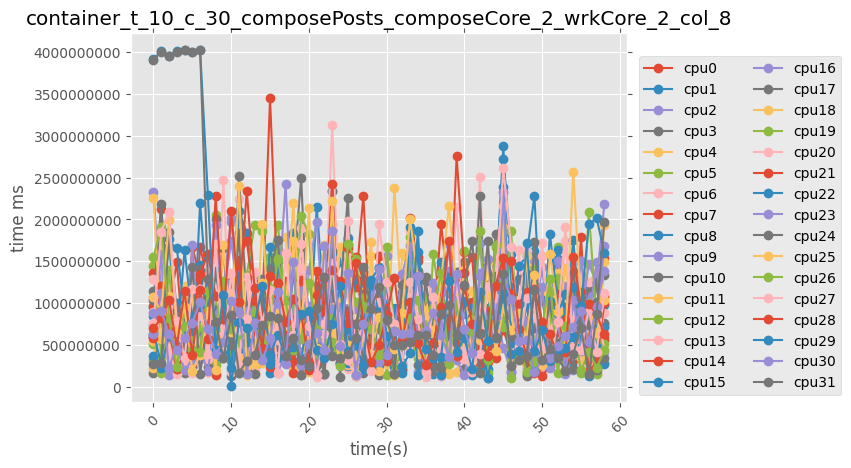 container_t_10_c_30_composePosts_composeCore_2_wrkCore_2_col_8
time ms
4000000000
3500000000
3000000000
2500000000
2000000000
1500000000
1000000000
500000000
0
0
10
20
30
40
50
60
time(s)
cpu0
cpu1
cpu2
cpu3
cpu4
cpu5
cpu6
cpu7
cpu8
cpu9
cpu10
cpu11
cpu12
cpu13
cpu14
cpu15
cpu16
cpu17
cpu18
cpu19
cpu20
cpu21
cpu22
cpu23
cpu24
cpu25
cpu26
cpu27
cpu28
cpu29
cpu30
cpu31